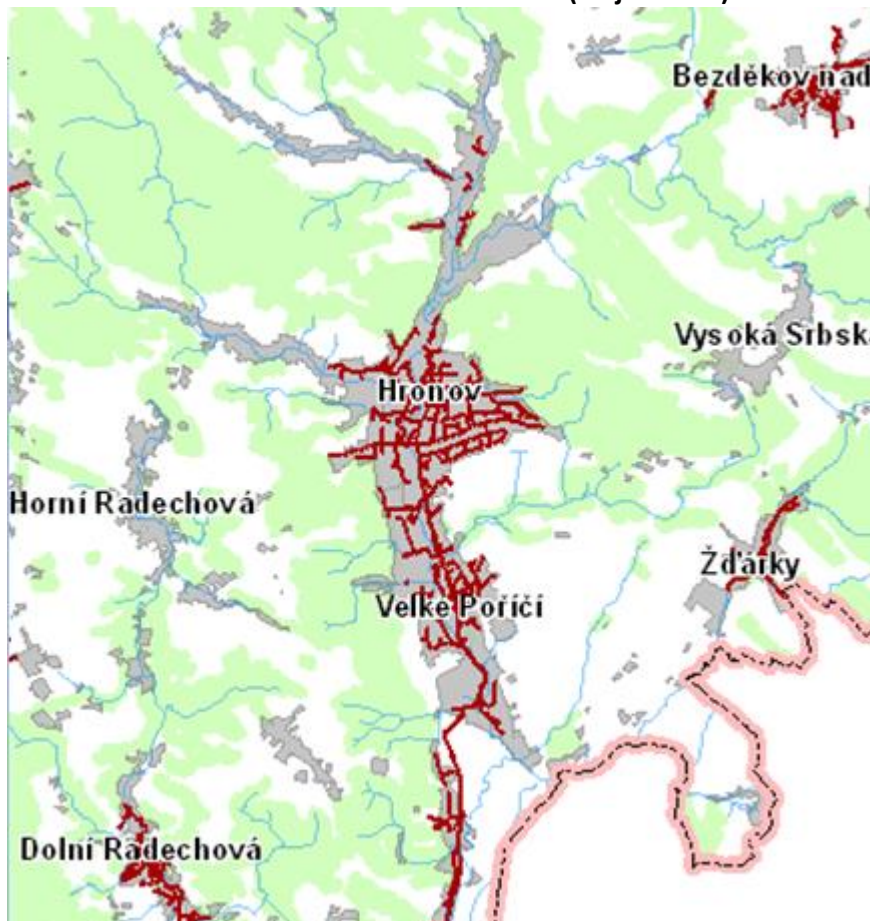 Bezděkov nad
Vysoká Srbská
Hronov
Horní Radechová
Žďárky
Velké Poříčí
Dolní Radechová